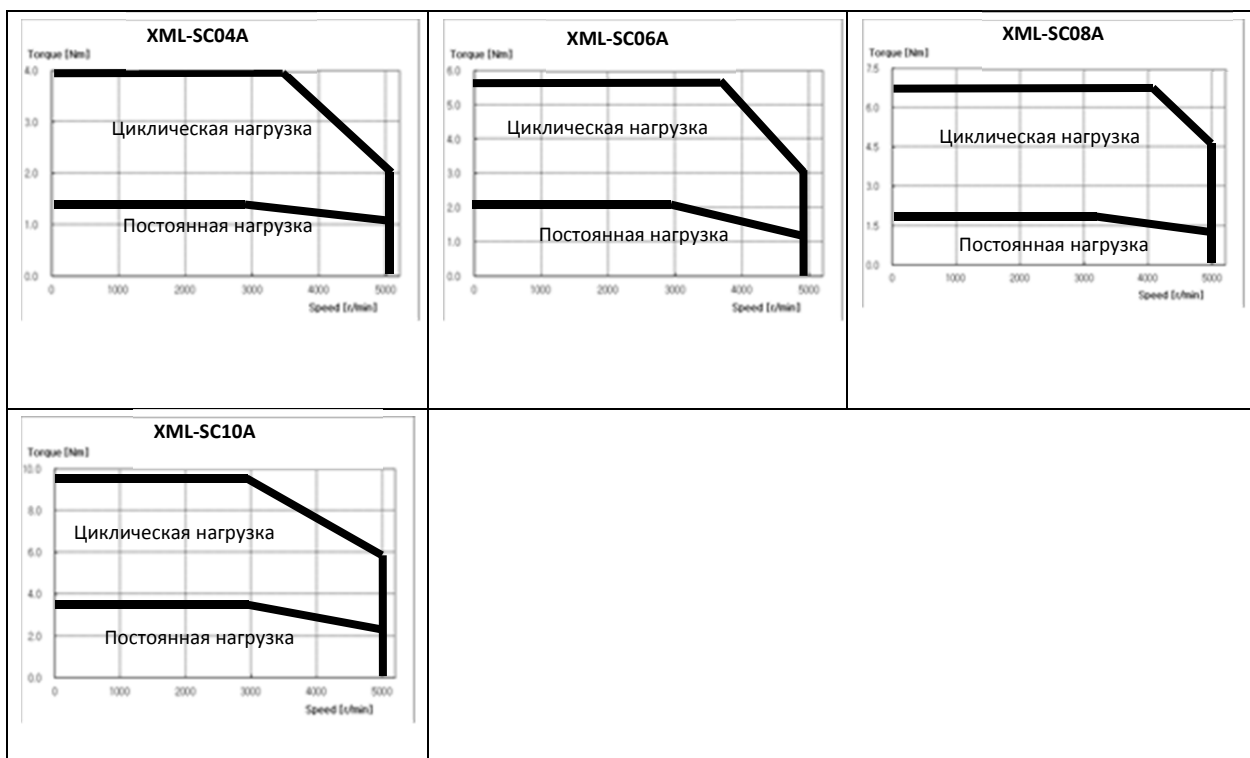 XML-SC04A
Torque [Nm]
4.0
3.0
2.0
1.0
0.0
Циклическая нагрузка
Постоянная нагрузка
0 1000 2000 3000 4000 5000
Speed [r/min]
XML-SC06A
Torque [Nm]
6.0
5.0
4.0
3.0
2.0
1.0
0.0
Циклическая нагрузка
Постоянная нагрузка
0 1000 2000 3000 4000 5000
Speed [r/min]
XML-SC08A
Torque [Nm]
7.5
6.0
4.5
3.0
1.5
0.0
Циклическая нагрузка
Постоянная нагрузка
0 1000 2000 3000 4000 5000
Speed [r/min]
XML-SC10A
Torque [Nm]
10.0
8.0
6.0
4.0
2.0
0.0
Циклическая нагрузка
Постоянная нагрузка
0 1000 2000 3000 4000 5000
Speed [r/min]